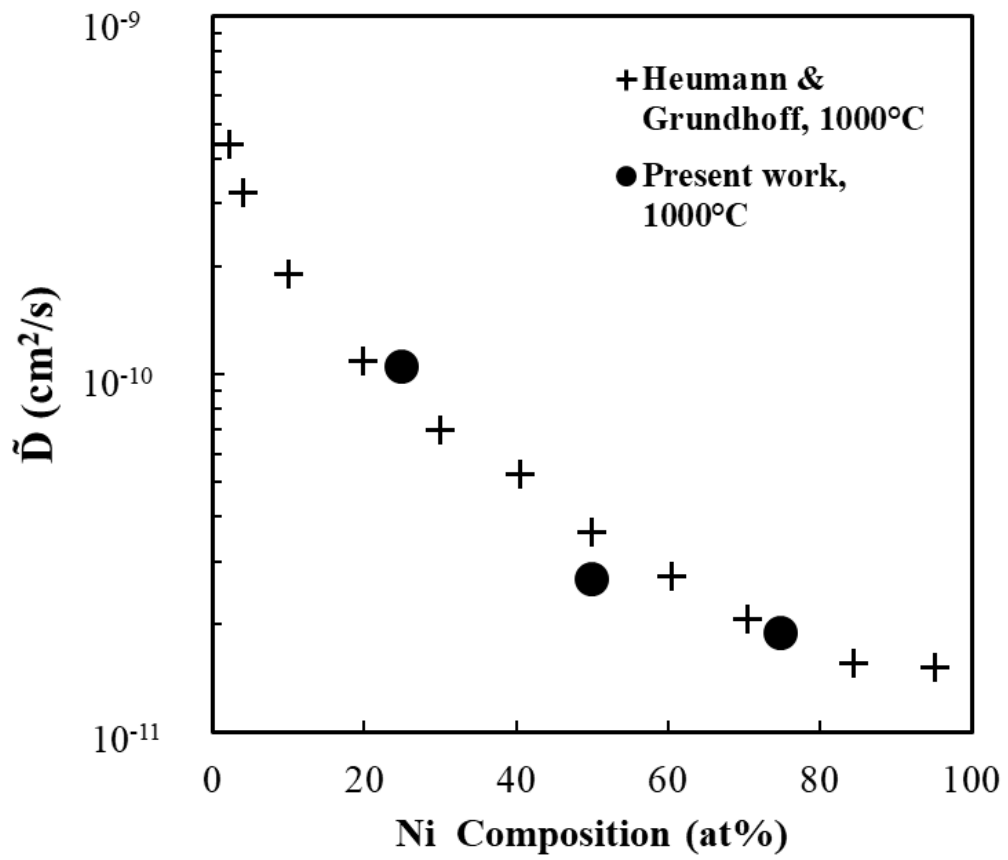 10⁻⁹
Heumann &
Grundhoff, 1000°C
Present work,
1000°C
D̃ (cm²/s)
10⁻¹⁰
10⁻¹¹
0 20 40 60 80 100
Ni Composition (at%)